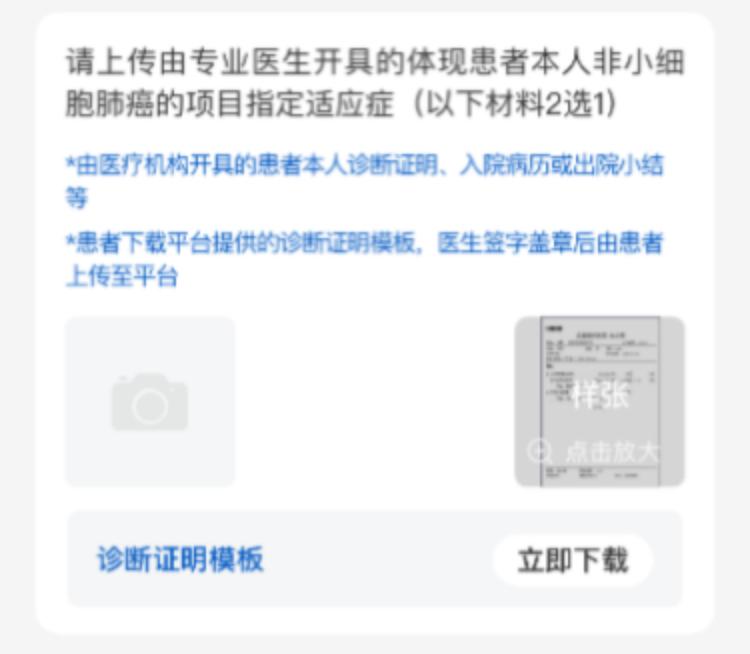 请上传由专业医生开具的体现患者本人非小细
胞肺癌的项目指定适应症（以下材料2选1）
*由医疗机构开具的患者本人诊断证明、入院病历或出院小结
等
*患者下载平台提供的诊断证明模板，医生签字盖章后由患者
上传至平台
样张
点击放大
诊断证明模板
立即下载